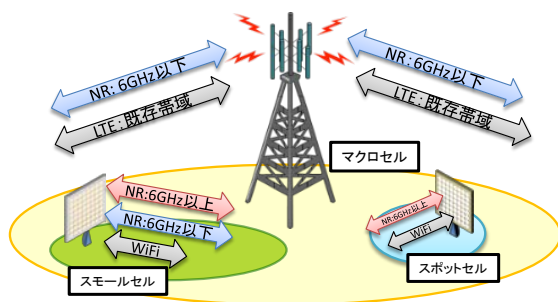 NR:6GHz以下
LTE:既存帯域
NR:6GHz以下
LTE:既存帯域
マクロセル
NR:6GHz以上
NR:6GHz以下
WiFi
スモールセル
NR:6GHz以上
WiFi
スポットセル